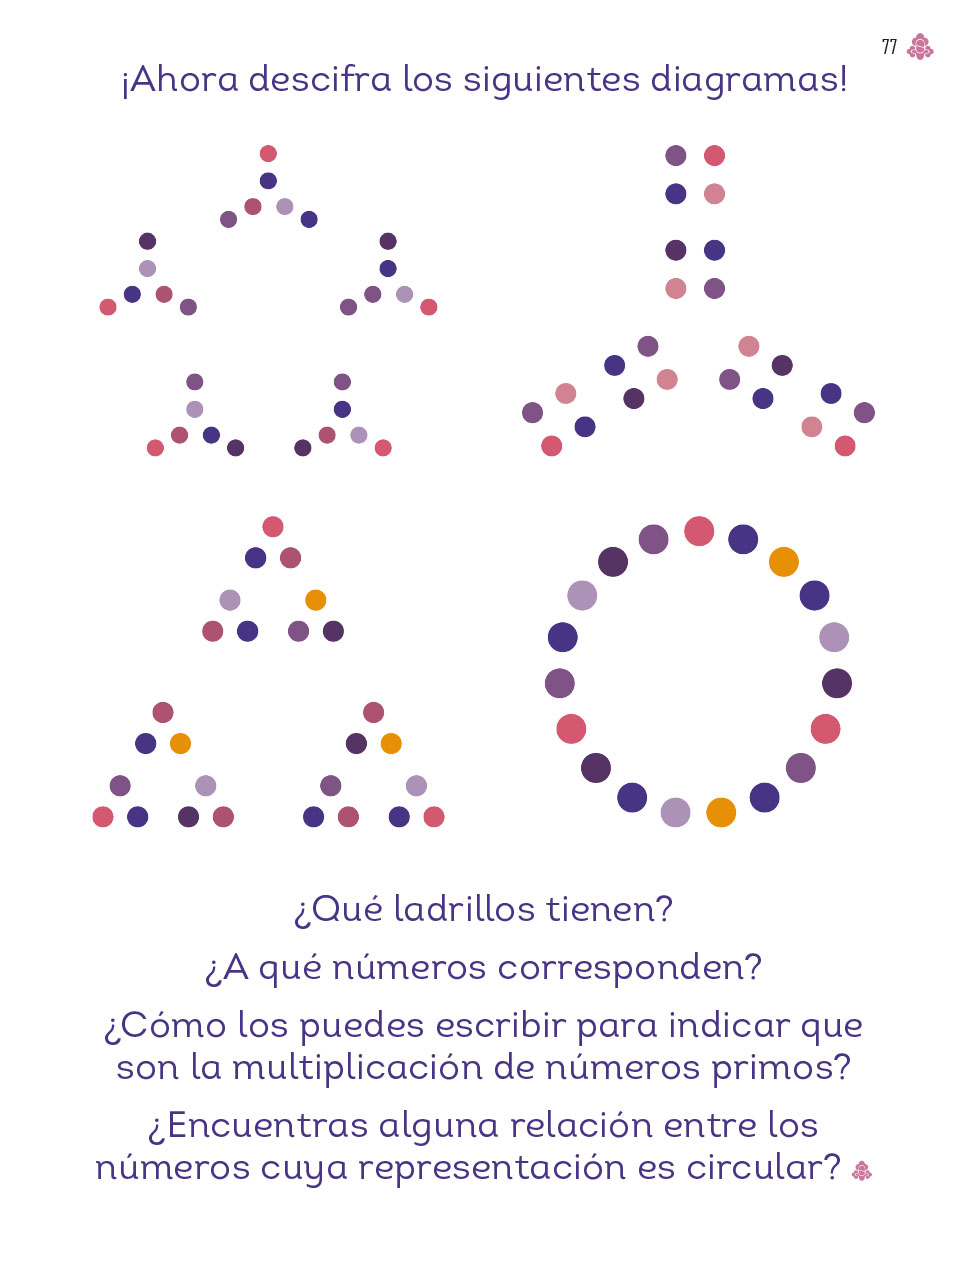 77
¡Ahora descifra los siguientes diagramas!
¿Qué ladrillos tienen?
¿A qué números corresponden?
¿Cómo los puedes escribir para indicar que
son la multiplicación de números primos?
¿Encuentras alguna relación entre los
números cuya representación es circular?